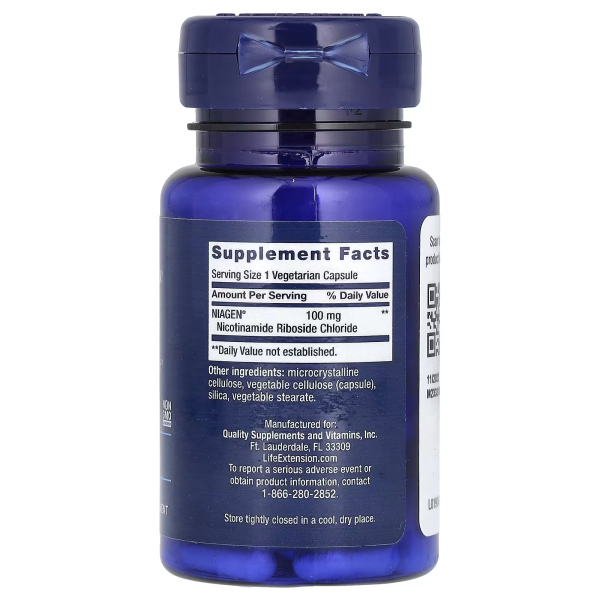 Supplement Facts
Serving Size 1 Vegetarian Capsule
Amount Per Serving % Daily Value
NIAGEN® 100 mg **
Nicotinamide Riboside Chloride
**Daily Value not established.
Other ingredients: microcrystalline
cellulose, vegetable cellulose (capsule),
silica, vegetable stearate.
Manufactured for:
Quality Supplements and Vitamins, Inc.
Ft. Lauderdale, FL 33309
LifeExtension.com
To report a serious adverse event or
obtain product information, contact
1-866-280-2852.
Store tightly closed in a cool, dry place.
NON
GMO
Scan